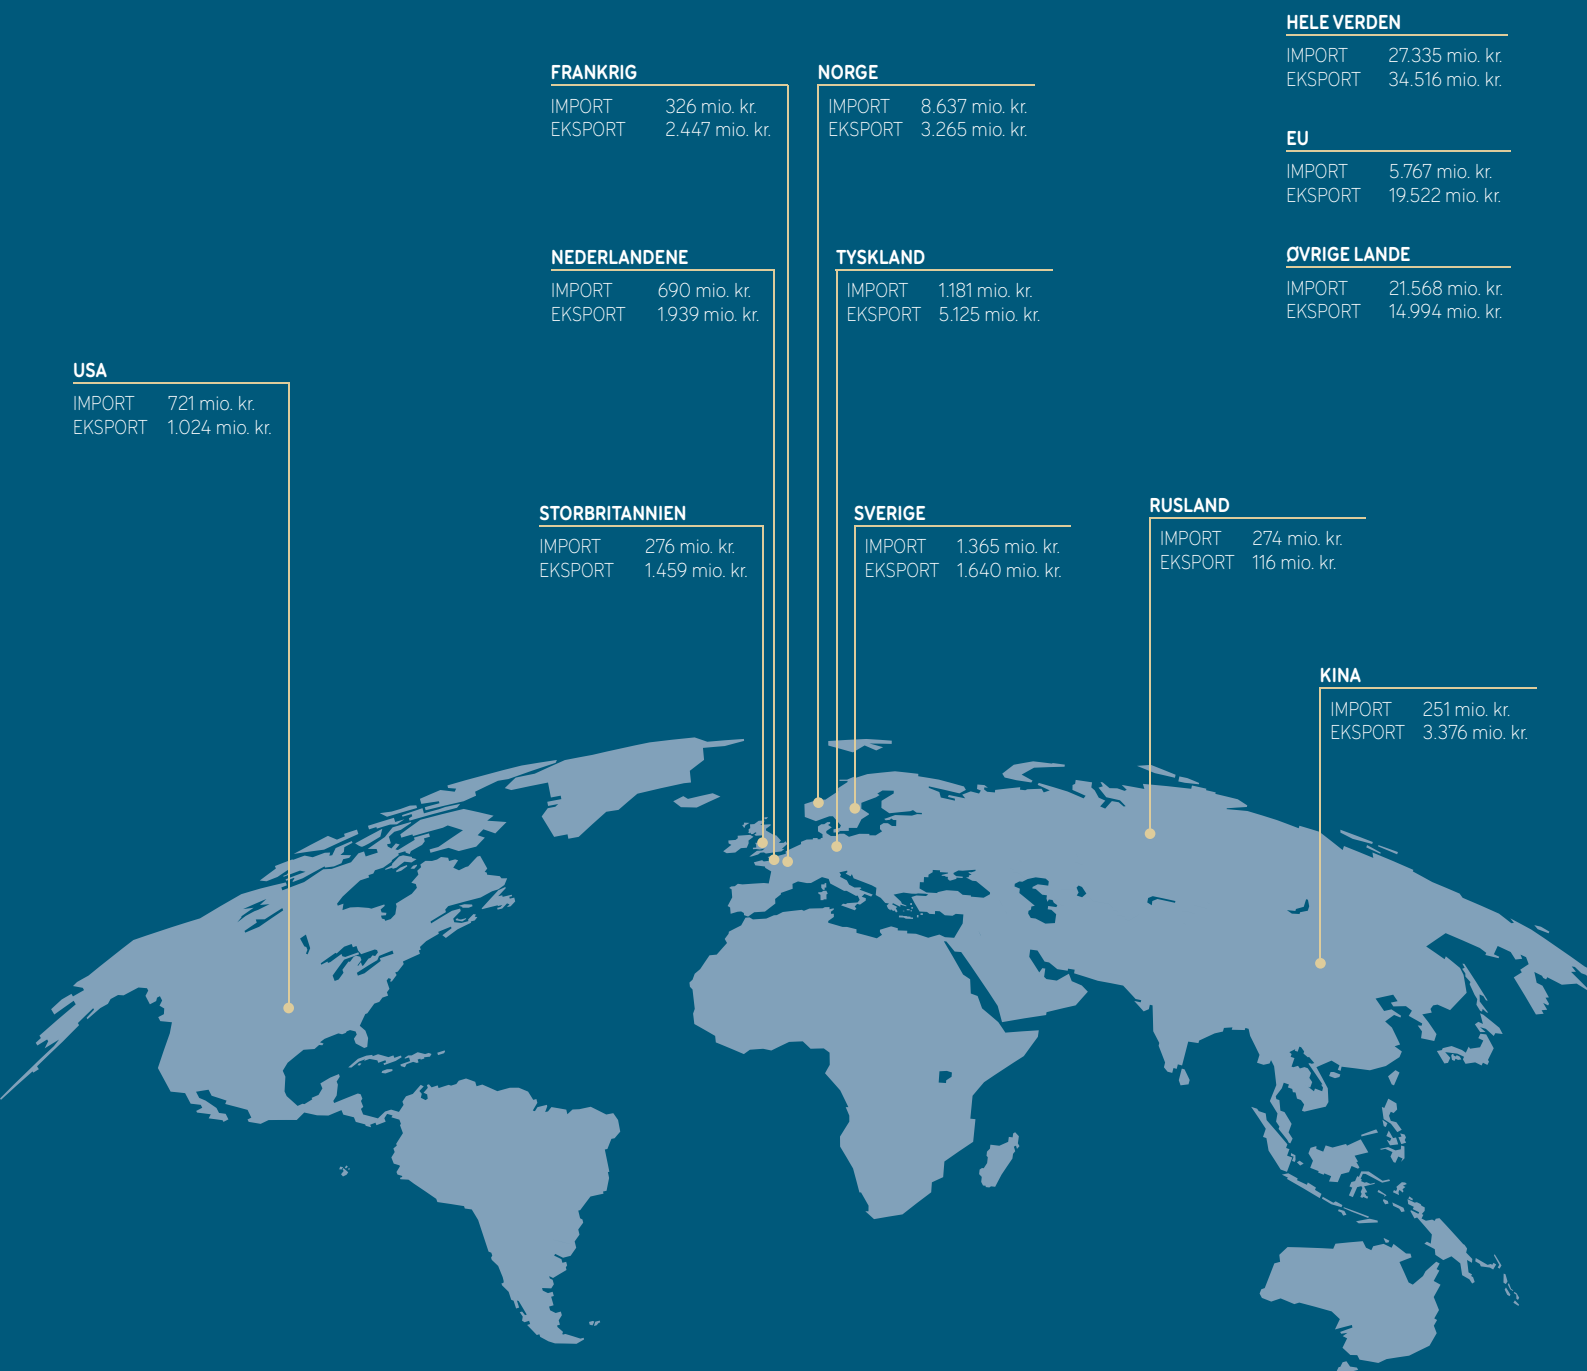 HELE VERDEN
IMPORT 27.335 mio. kr.
EKSPORT 34.516 mio. kr.
FRANKRIG
IMPORT 326 mio. kr.
EKSPORT 2.447 mio. kr.
NORGE
IMPORT 8.637 mio. kr.
EKSPORT 3.265 mio. kr.
EU
IMPORT 5.767 mio. kr.
EKSPORT 19.522 mio. kr.
NEDERLANDENE
IMPORT 690 mio. kr.
EKSPORT 1.939 mio. kr.
TYSKLAND
IMPORT 1.181 mio. kr.
EKSPORT 5.125 mio. kr.
ØVRIGE LANDE
IMPORT 21.568 mio. kr.
EKSPORT 14.994 mio. kr.
USA
IMPORT 721 mio. kr.
EKSPORT 1.024 mio. kr.
STORBRITANNIEN
IMPORT 276 mio. kr.
EKSPORT 1.459 mio. kr.
SVERIGE
IMPORT 1.365 mio. kr.
EKSPORT 1.640 mio. kr.
RUSLAND
IMPORT 274 mio. kr.
EKSPORT 116 mio. kr.
KINA
IMPORT 251 mio. kr.
EKSPORT 3.376 mio. kr.